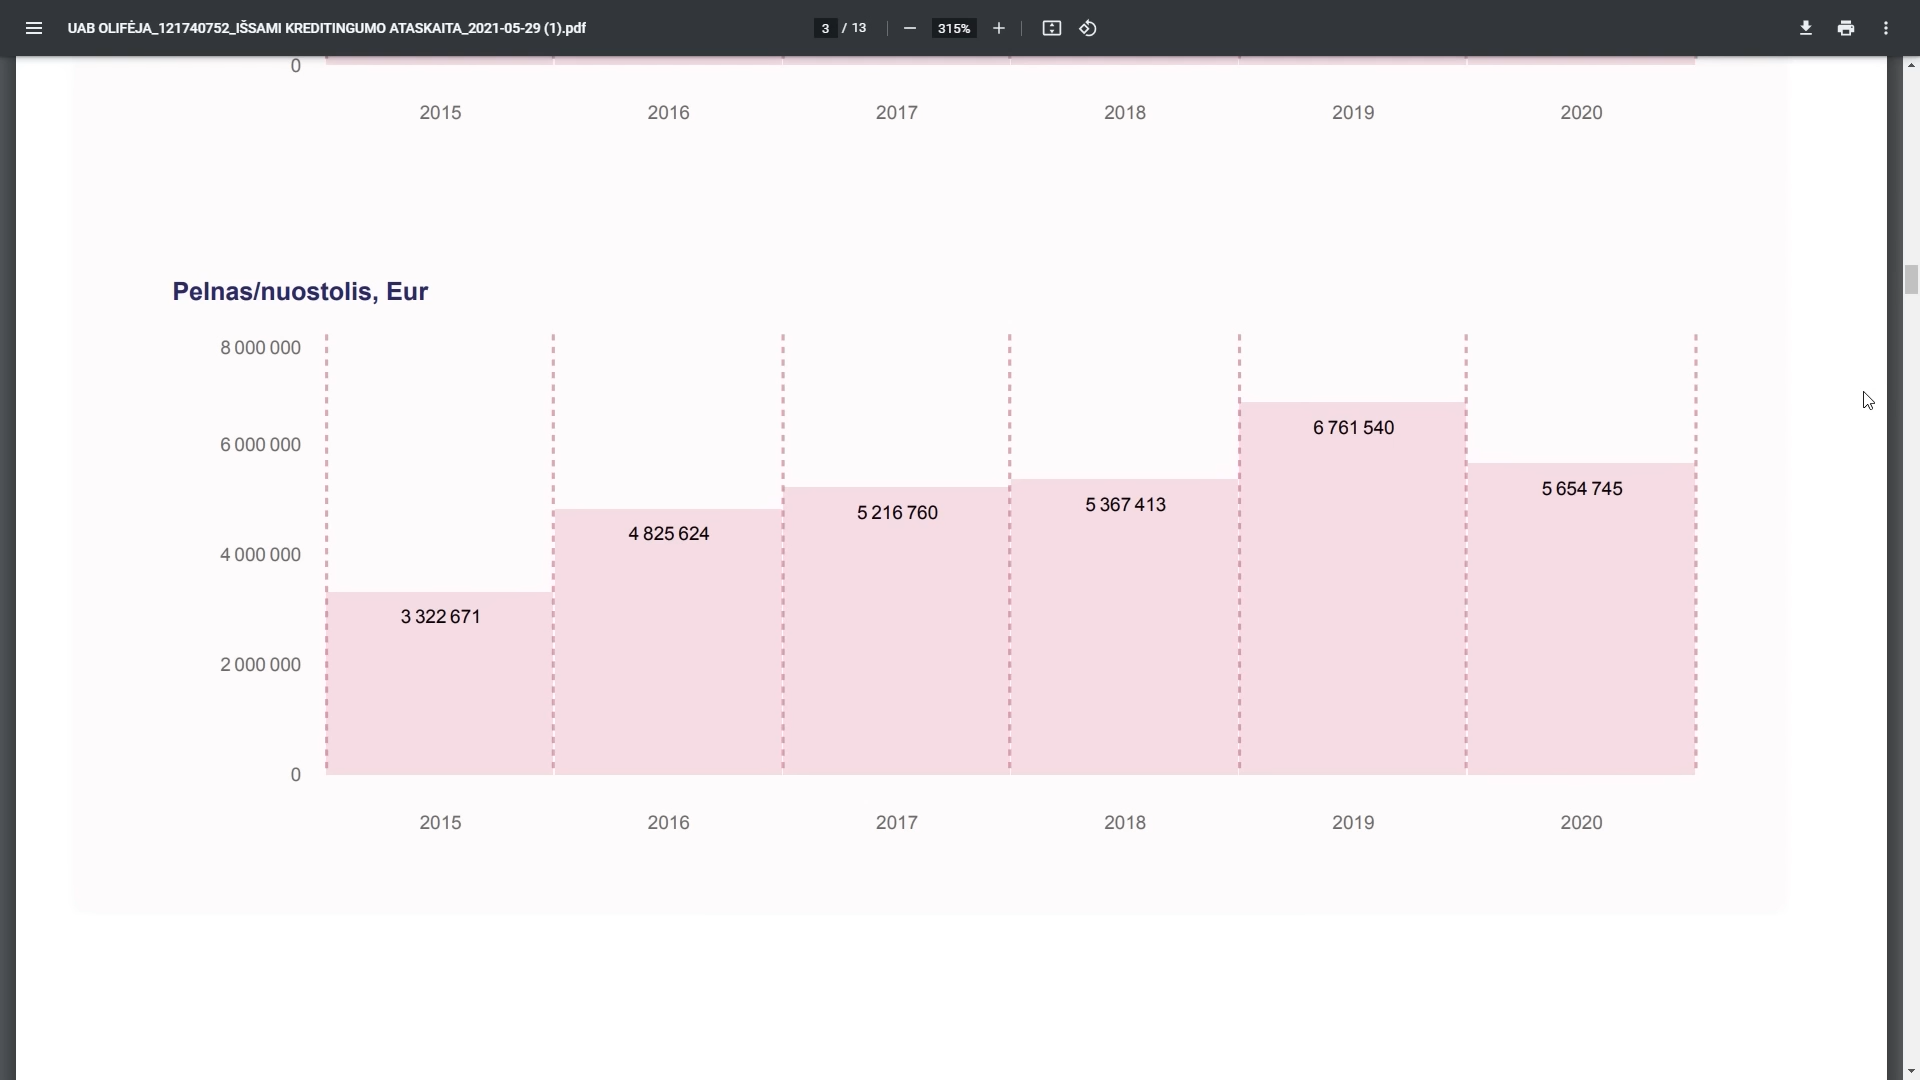 UAB OLIFĖJA_121740752_IŠSAMI KREDITINGUMO ATASKAITA_2021-05-29 (1).pdf
3 / 13
315%
0
2015 2016 2017 2018 2019 2020
Pelnas/nuostolis, Eur
8 000 000
6 000 000
6 761 540
5 654 745
5 367 413
5 216 760
4 825 624
4 000 000
3 322 671
2 000 000
0
2015 2016 2017 2018 2019 2020